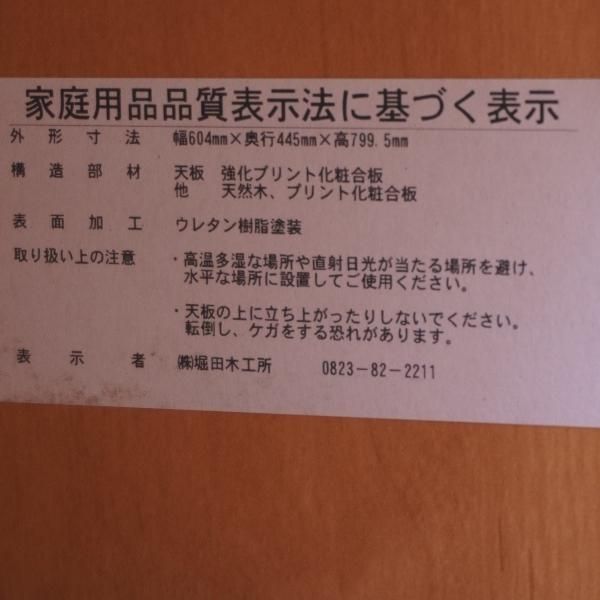 家庭用品品質表示法に基づく表示
外形寸法 幅604mm×奥行445mm×高799.5mm
構造部材 天板 強化プリント化粧合板
他 天然木、プリント化粧合板
表面加工 ウレタン樹脂塗装
取り扱い上の注意 ・高温多湿な場所や直射日光が当たる場所を避け、
水平な場所に設置してご使用ください。
・天板の上に立ち上がったりしないでください。
転倒し、ケガをする恐れがあります。
表示者 ㈱堀田木工所 0823-82-2211